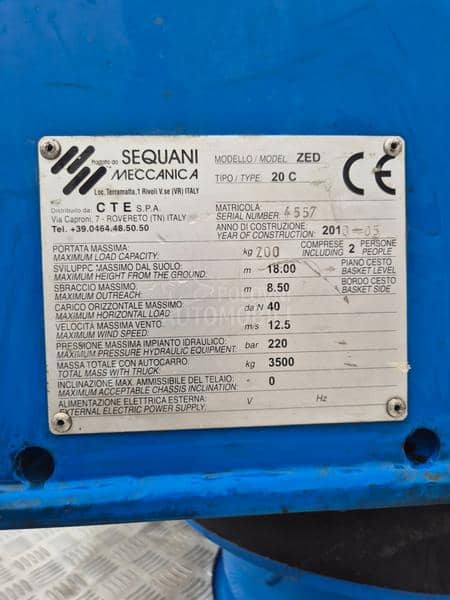 Prodotto da SEQUANI MECCANICA
Loc. Terramatta, 1 Rivoli V.se (VR) ITALY
Distribuito da: CTE S.P.A.
Via Caproni, 7 - ROVERETO (TN) ITALY
Tel. +39.0464.48.50.50
MODELLO / MODEL ZED
TIPO / TYPE 20 C
CE
MATRICOLA:
SERIAL NUMBER: 4557
ANNO DI COSTRUZIONE:
YEAR OF CONSTRUCTION: 2010-05
PORTATA MASSIMA:
MAXIMUM LOAD CAPACITY: kg 200 COMPRESE INCLUDING 2 PERSONE PEOPLE
SVILUPPO MASSIMO DAL SUOLO:
MAXIMUM HEIGHT FROM THE GROUND: m 18.00 PIANO CESTO BASKET LEVEL
SBRACCIO MASSIMO:
MAXIMUM OUTREACH: m 8.50 BORDO CESTO BASKET SIDE
CARICO ORIZZONTALE MASSIMO:
MAXIMUM HORIZONTAL LOAD: da N 40
VELOCITA MASSIMA VENTO:
MAXIMUM WIND SPEED: m/s 12.5
PRESSIONE MASSIMA IMPIANTO IDRAULICO:
MAXIMUM PRESSURE HYDRAULIC EQUIPMENT: bar 220
MASSA TOTALE CON AUTOCARRO:
TOTAL MASS WITH TRUCK: kg 3500
INCLINAZIONE MAX. AMMISSIBILE DEL TELAIO:
MAXIMUM ACCEPTABLE CHASSIS INCLINATION: ° 0
ALIMENTAZIONE ELETTRICA ESTERNA:
EXTERNAL ELECTRIC POWER SUPPLY: V Hz